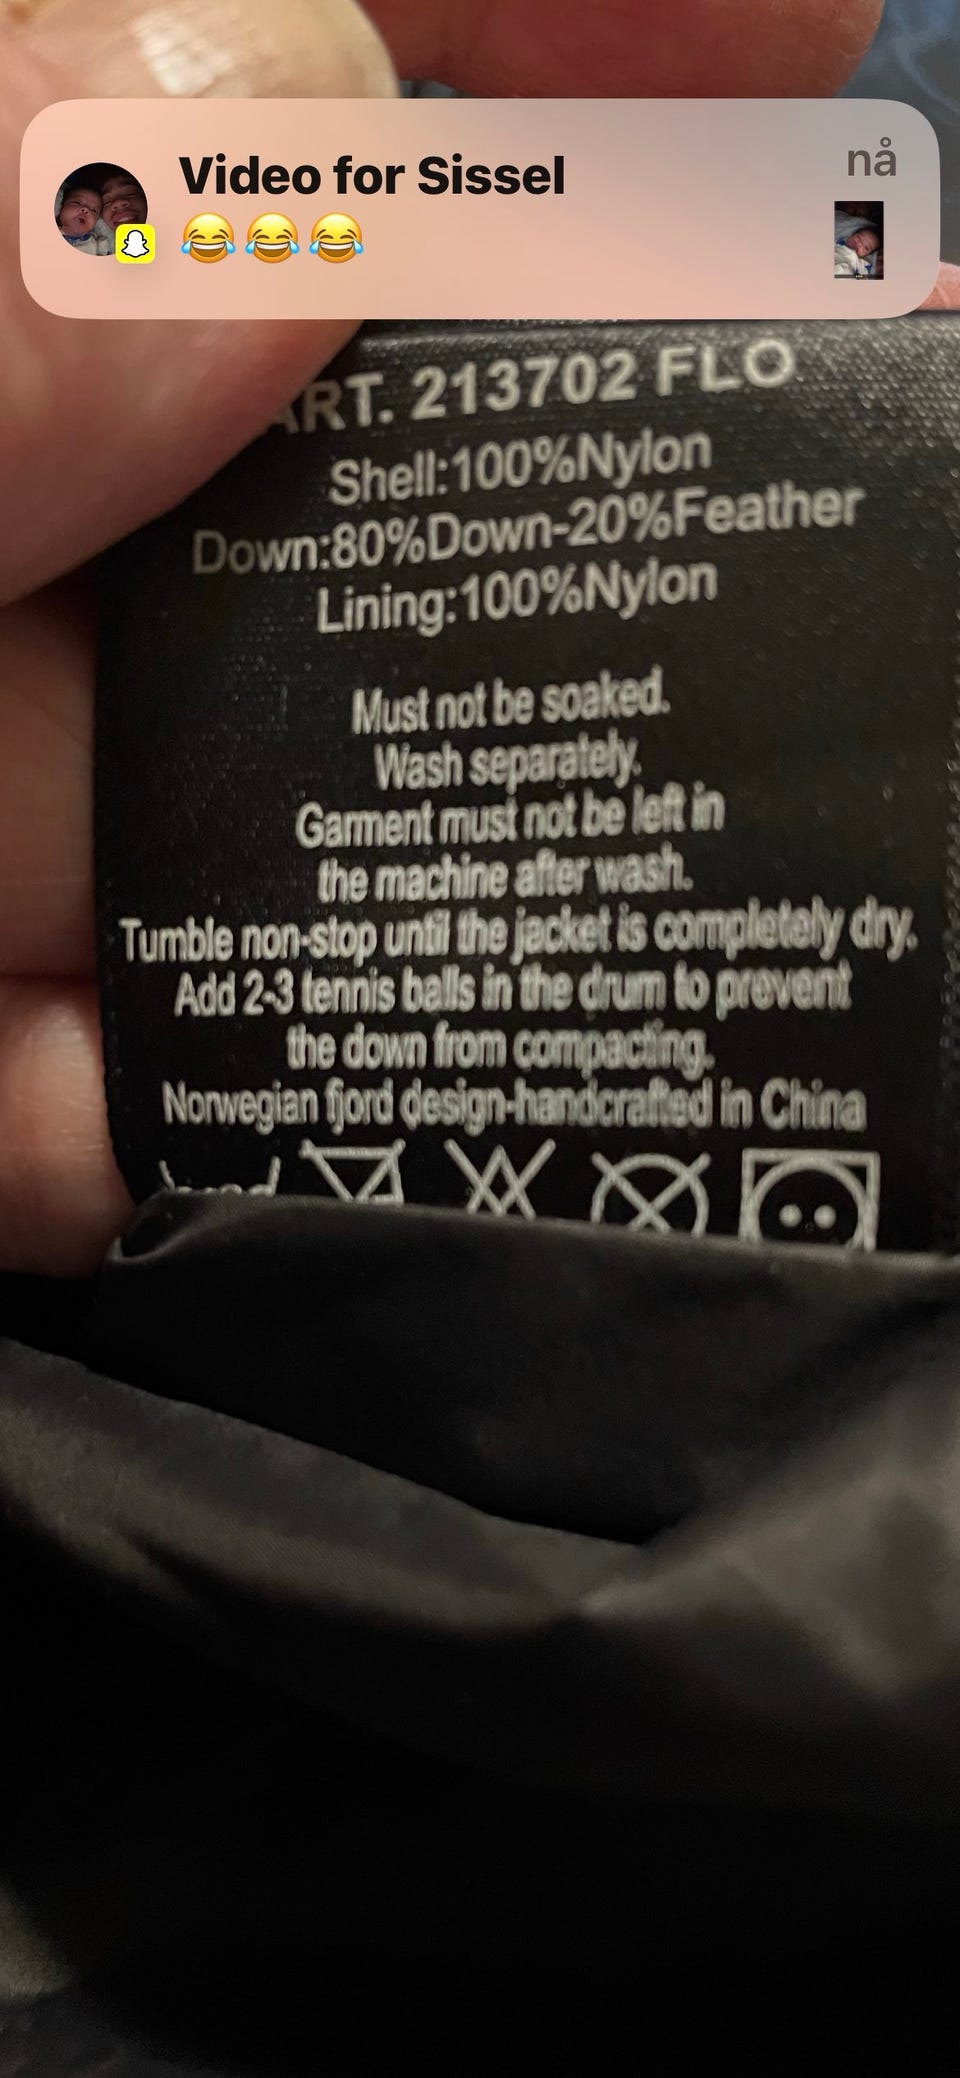 Video for Sissel
nå
😂😂😂
ART. 213702 FLO
Shell:100%Nylon
Down:80%Down-20%Feather
Lining:100%Nylon
Must not be soaked.
Wash separately.
Garment must not be left in
the machine after wash.
Tumble non-stop until the jacket is completely dry.
Add 2-3 tennis balls in the drum to prevent
the down from compacting.
Norwegian fjord design-handcrafted in China